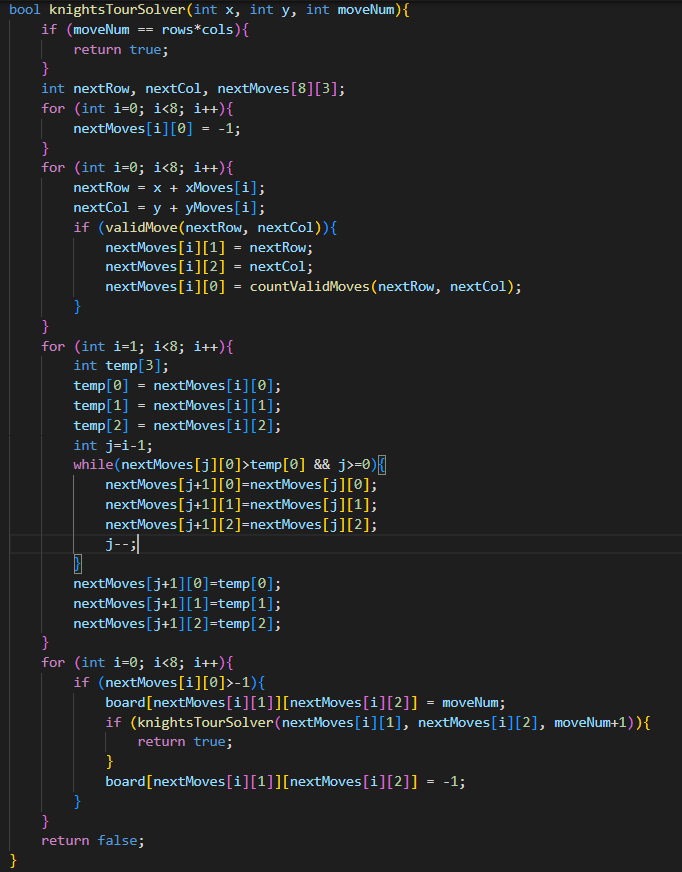 bool knightsTourSolver(int x, int y, int moveNum){
    if (moveNum == rows*cols){
        return true;
    }
    int nextRow, nextCol, nextMoves[8][3];
    for (int i=0; i<8; i++){
        nextMoves[i][0] = -1;
    }
    for (int i=0; i<8; i++){
        nextRow = x + xMoves[i];
        nextCol = y + yMoves[i];
        if (validMove(nextRow, nextCol)){
            nextMoves[i][1] = nextRow;
            nextMoves[i][2] = nextCol;
            nextMoves[i][0] = countValidMoves(nextRow, nextCol);
        }
    }
    for (int i=1; i<8; i++){
        int temp[3];
        temp[0] = nextMoves[i][0];
        temp[1] = nextMoves[i][1];
        temp[2] = nextMoves[i][2];
        int j=i-1;
        while(nextMoves[j][0]>temp[0] && j>=0){
            nextMoves[j+1][0]=nextMoves[j][0];
            nextMoves[j+1][1]=nextMoves[j][1];
            nextMoves[j+1][2]=nextMoves[j][2];
            j--;
        }
        nextMoves[j+1][0]=temp[0];
        nextMoves[j+1][1]=temp[1];
        nextMoves[j+1][2]=temp[2];
    }
    for (int i=0; i<8; i++){
        if (nextMoves[i][0]>-1){
            board[nextMoves[i][1]][nextMoves[i][2]] = moveNum;
            if (knightsTourSolver(nextMoves[i][1], nextMoves[i][2], moveNum+1)){
                return true;
            }
            board[nextMoves[i][1]][nextMoves[i][2]] = -1;
        }
    }
    return false;
}